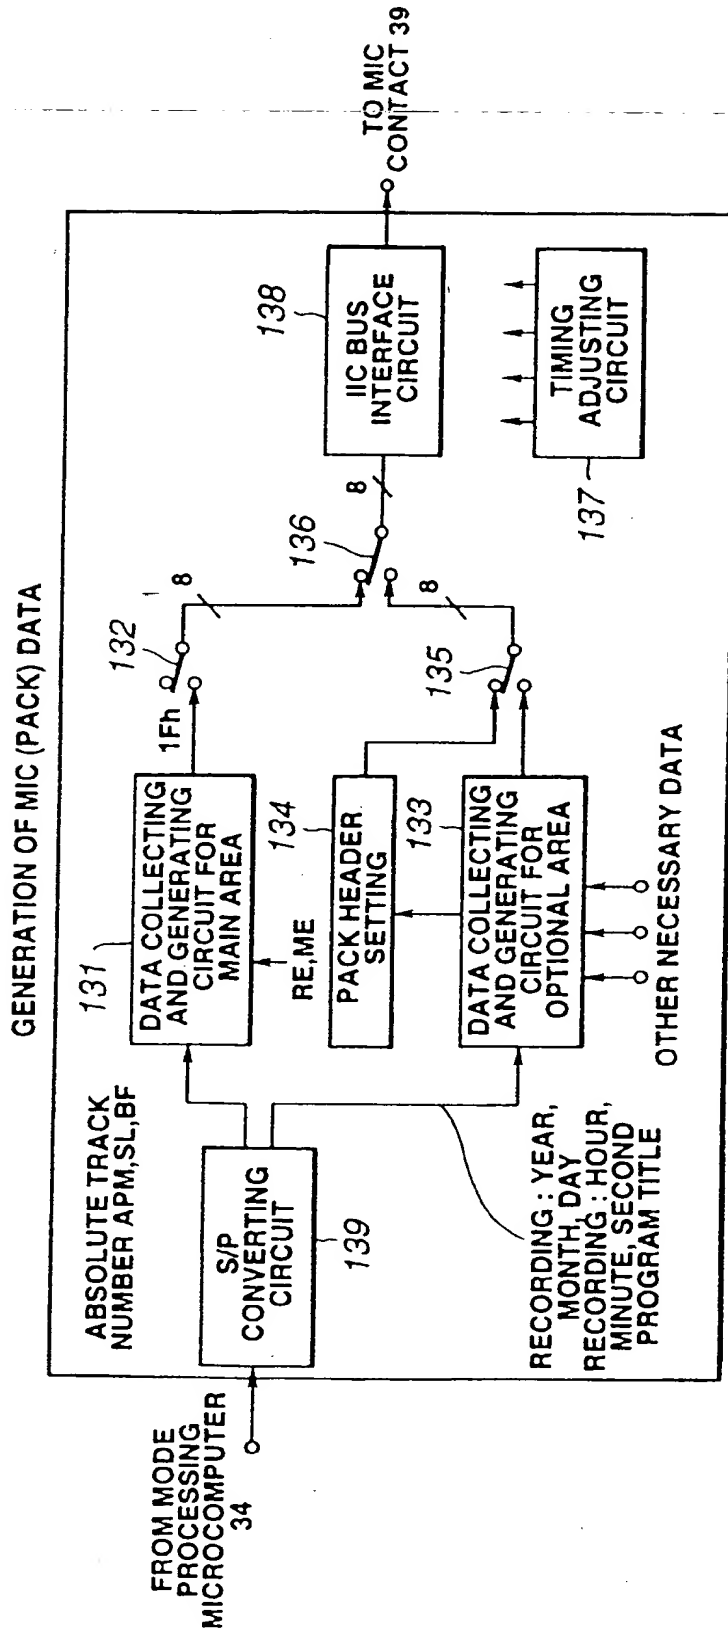 GENERATION OF MIC (PACK) DATA
FROM MODE
PROCESSING
MICROCOMPUTER
34
ABSOLUTE TRACK
NUMBER APM,SL,BF
S/P
CONVERTING
CIRCUIT
139
RECORDING : YEAR,
MONTH, DAY
RECORDING : HOUR,
MINUTE, SECOND
PROGRAM TITLE
131
DATA COLLECTING
AND GENERATING
CIRCUIT FOR
MAIN AREA
RE,ME
134
PACK HEADER
SETTING
133
DATA COLLECTING
AND GENERATING
CIRCUIT FOR
OPTIONAL AREA
OTHER NECESSARY DATA
1Fh
132
8
135
8
136
8
138
IIC BUS
INTERFACE
CIRCUIT
TIMING
ADJUSTING
CIRCUIT
137
TO MIC
CONTACT 39